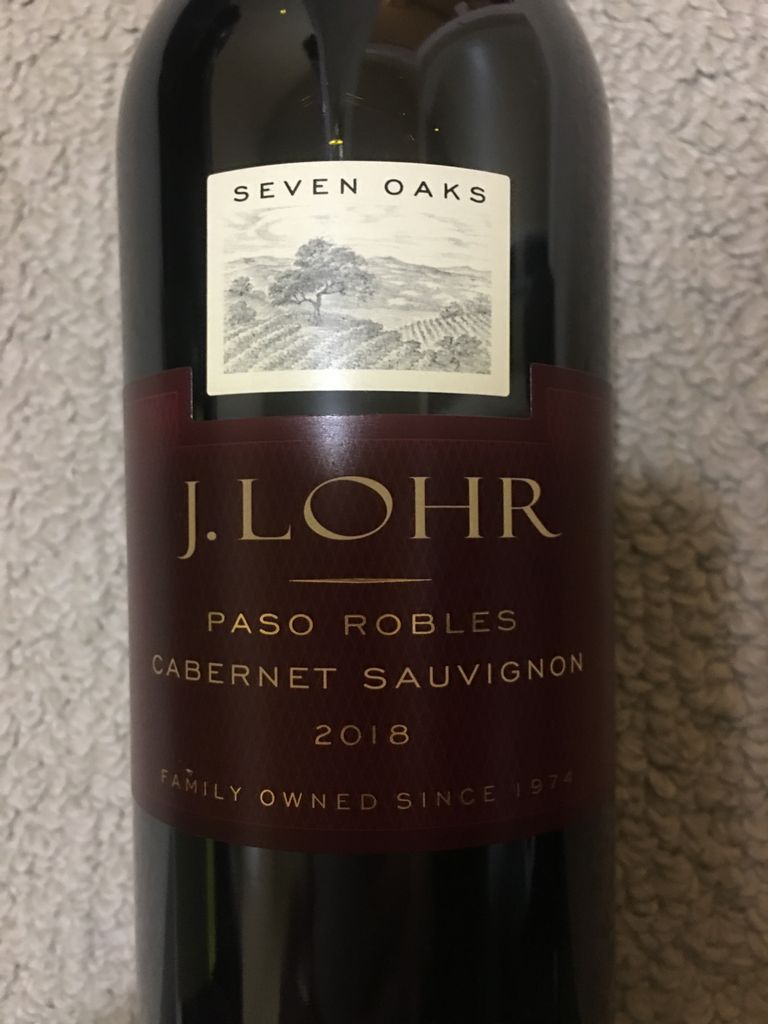 SEVEN OAKS
J. LOHR
PASO ROBLES
CABERNET SAUVIGNON
2018
FAMILY OWNED SINCE 1974